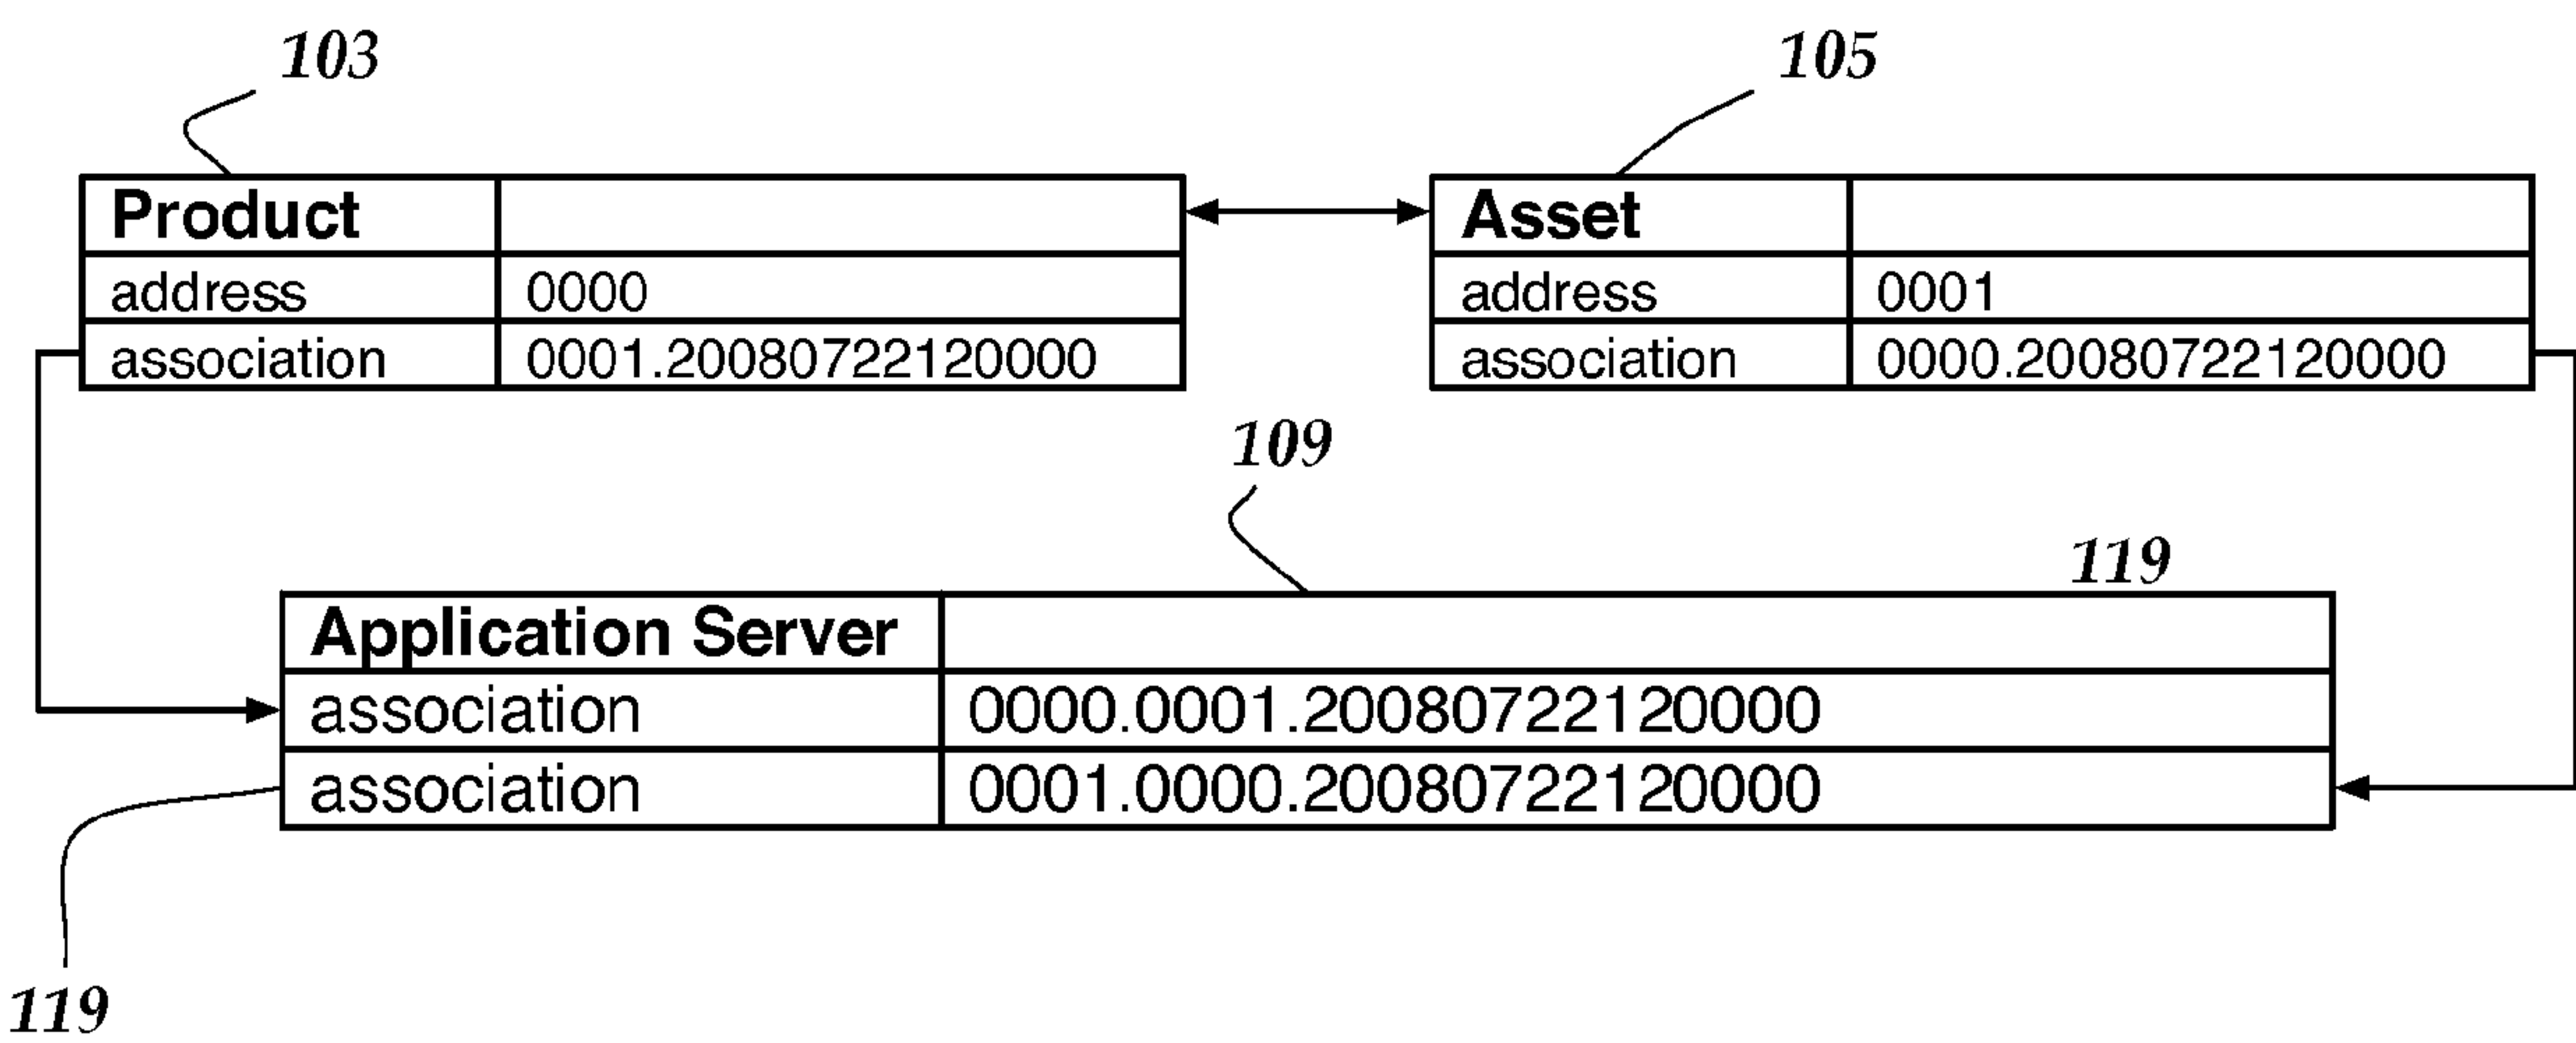 103
105
Product
address 0000
association 0001.20080722120000
Asset
address 0001
association 0000.20080722120000
109
119
Application Server
association 0000.0001.20080722120000
association 0001.0000.20080722120000
119